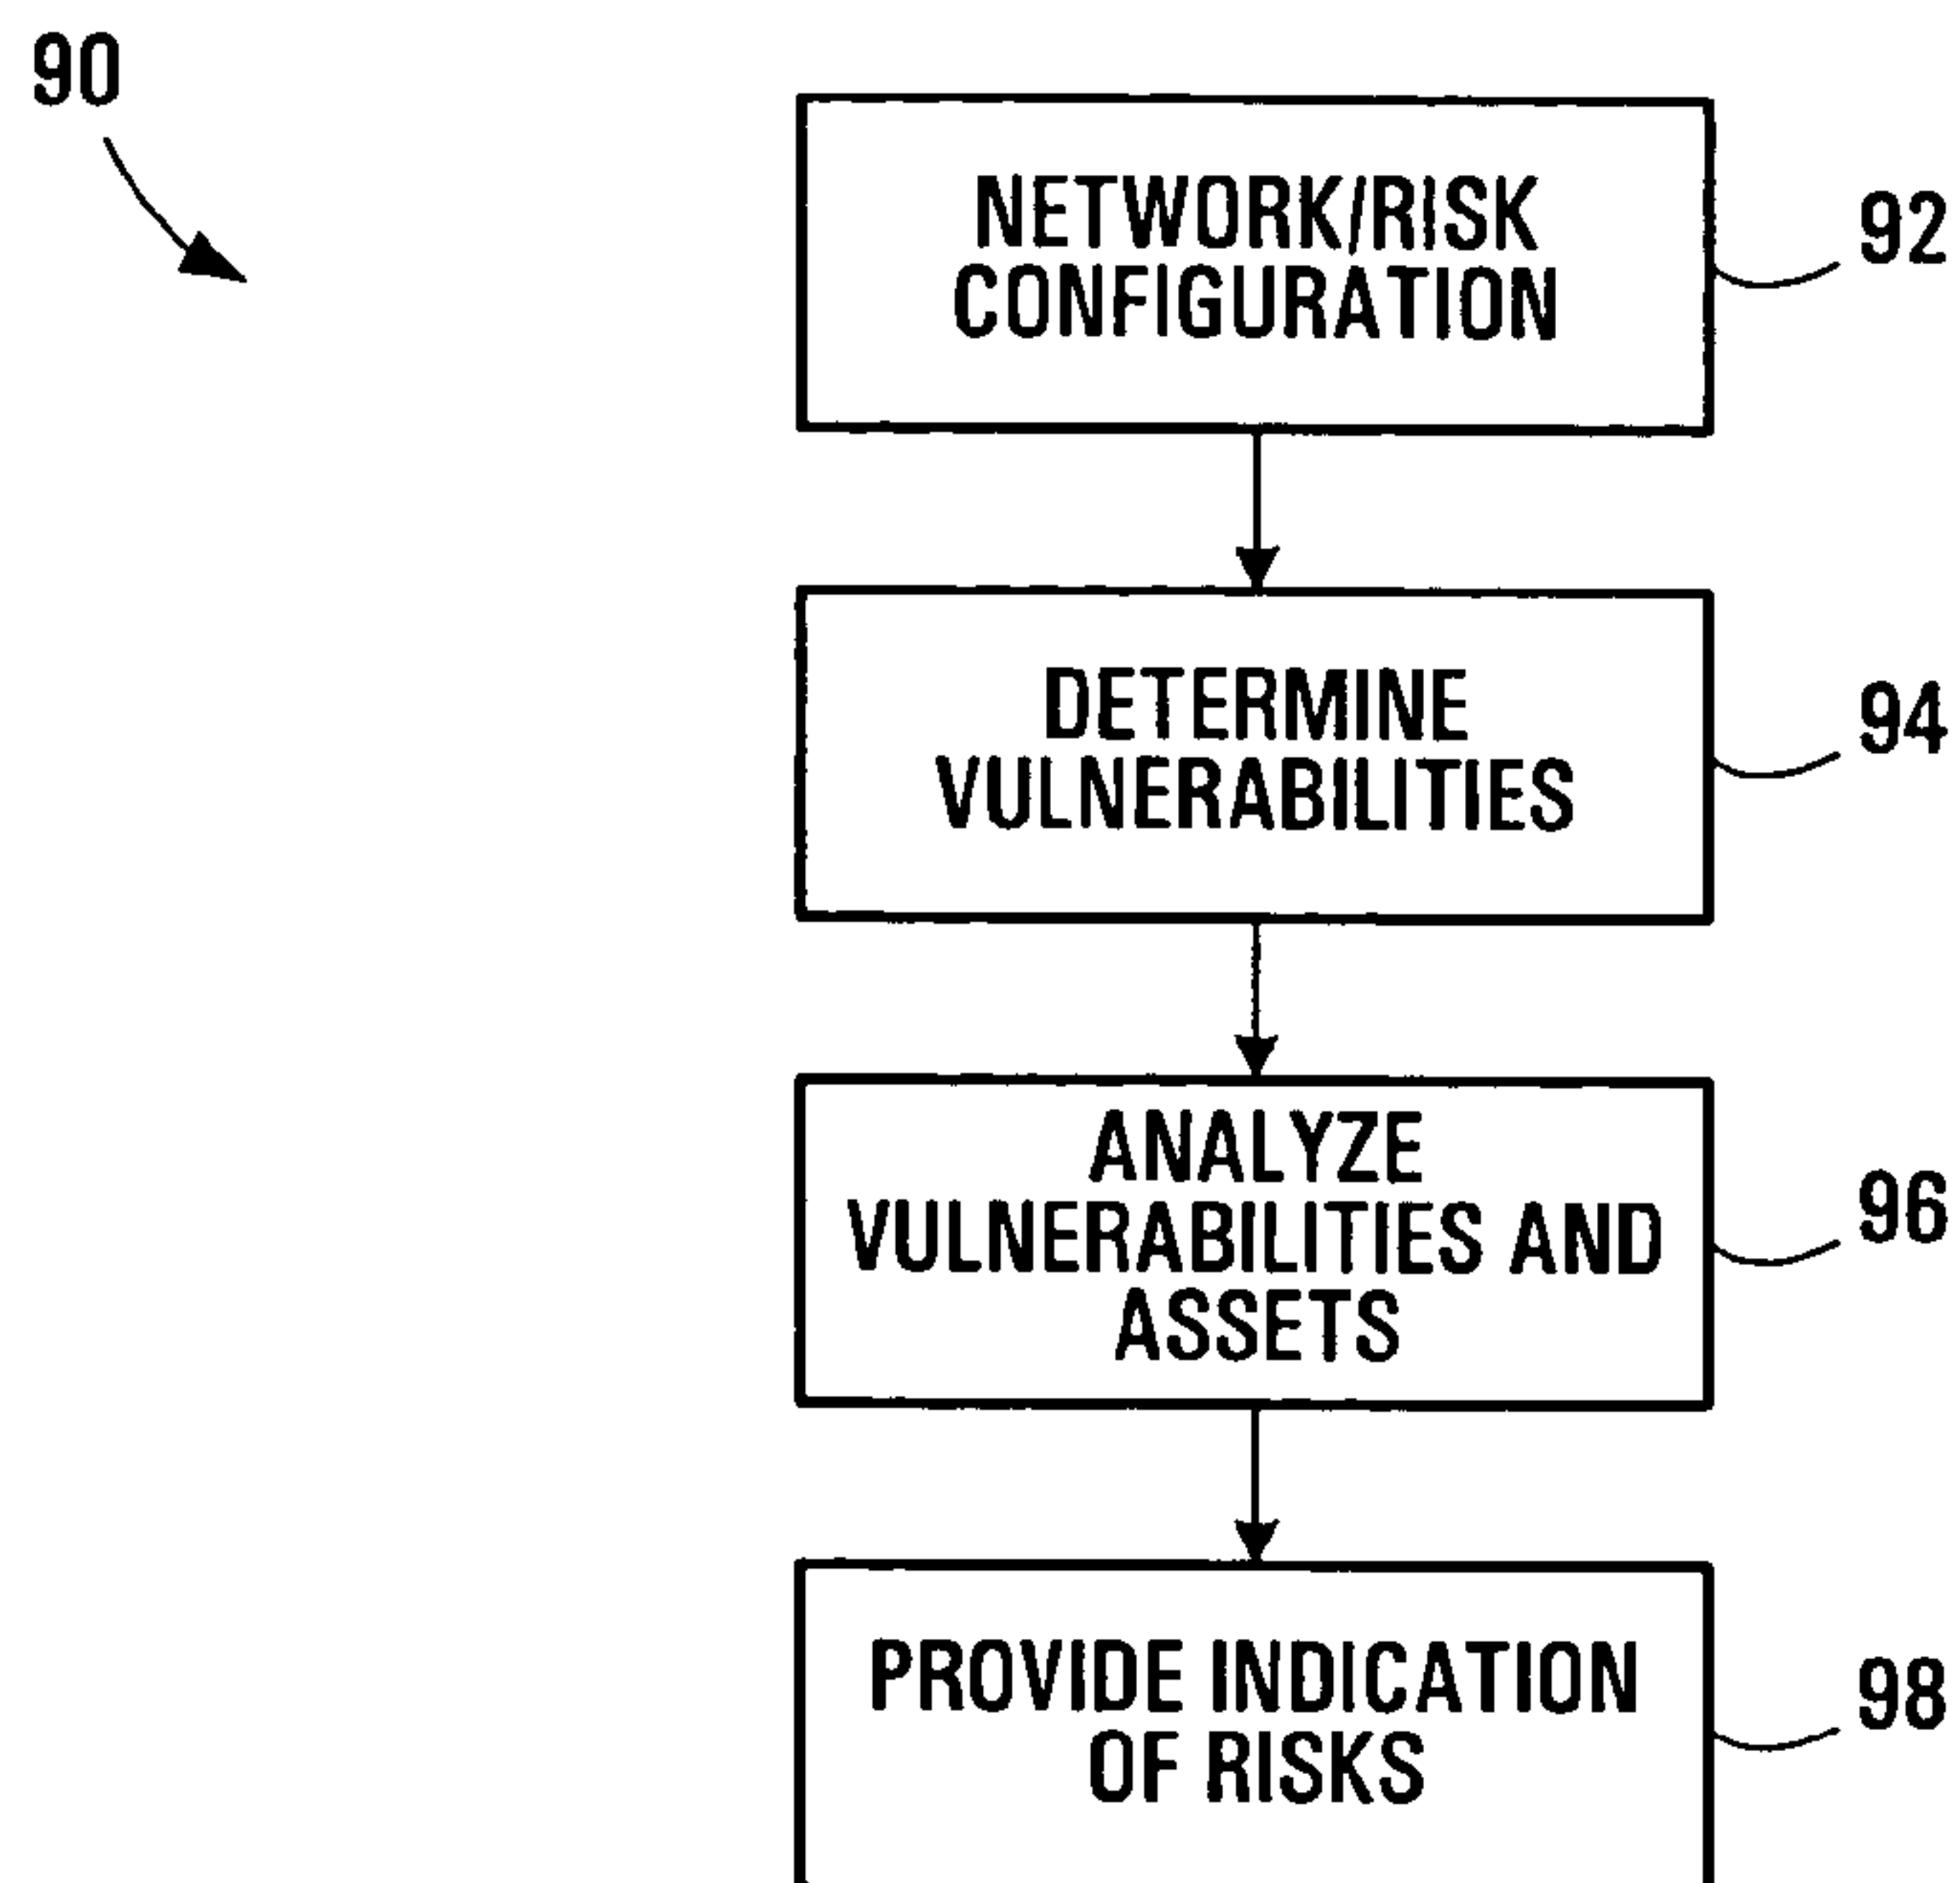 90
NETWORK/RISK
CONFIGURATION
92
DETERMINE
VULNERABILITIES
94
ANALYZE
VULNERABILITIES AND
ASSETS
96
PROVIDE INDICATION
OF RISKS
98